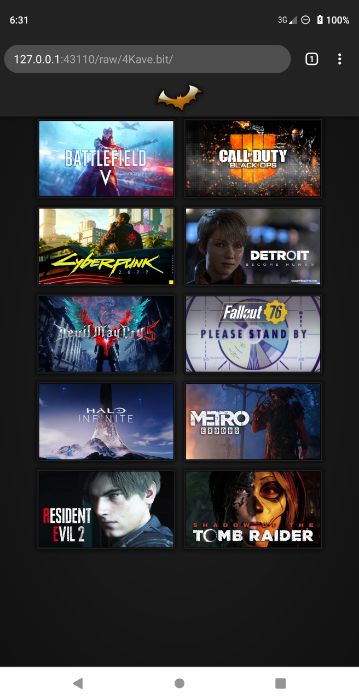 6:31
3G
100%
127.0.0.1:43110/raw/4Kave.bit/
1
BATTLEFIELD
V
CALL OF DUTY
BLACK OPS
Cyberpunk
2077
DETROIT
BECOME HUMAN
Devil May Cry 5
Fallout 76
PLEASE STAND BY
HALO
INFINITE
METRO
EXODUS
RESIDENT
EVIL 2
SHADOW OF THE
TOMB RAIDER